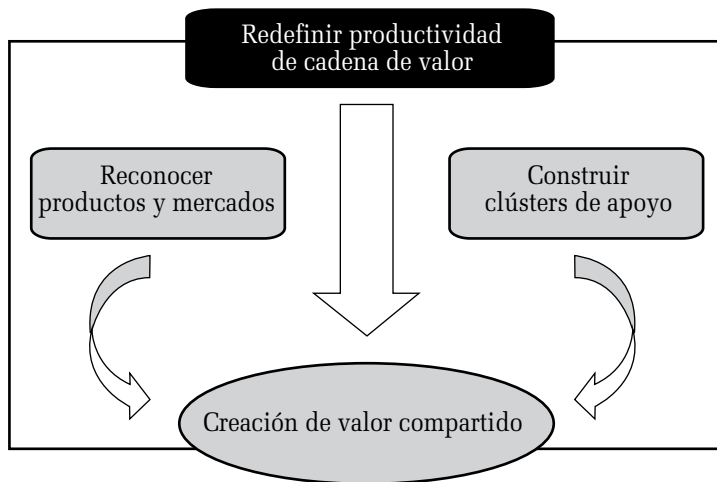 Redefinir productividad
de cadena de valor
Reconocer
productos y mercados
Construir
clústers de apoyo
Creación de valor compartido